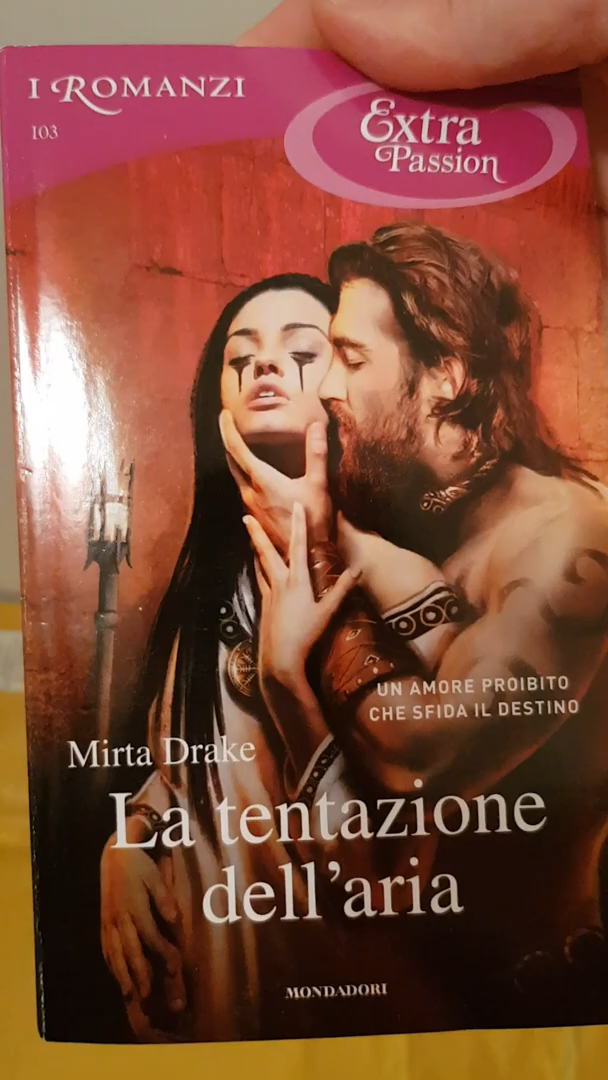 I ROMANZI
103
Extra
Passion
UN AMORE PROIBITO
CHE SFIDA IL DESTINO
Mirta Drake
La tentazione
dell'aria
MONDADORI